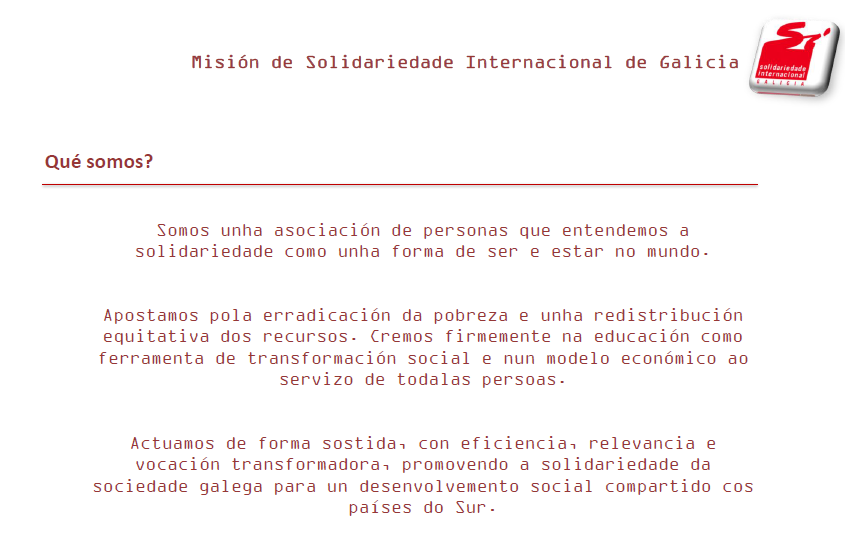 Misión de Solidariedade Internacional de Galicia
solidariedade
internacional
GALICIA
Qué somos?
Somos unha asociación de personas que entendemos a
solidariedade como unha forma de ser e estar no mundo.
Apostamos pola erradicación da pobreza e unha redistribución
equitativa dos recursos. Cremos firmemente na educación como
ferramenta de transformación social e nun modelo económico ao
servizo de todalas persoas.
Actuamos de forma sostida, con eficiencia, relevancia e
vocación transformadora, promovendo a solidariedade da
sociedade galega para un desenvolvemento social compartido cos
países do Sur.